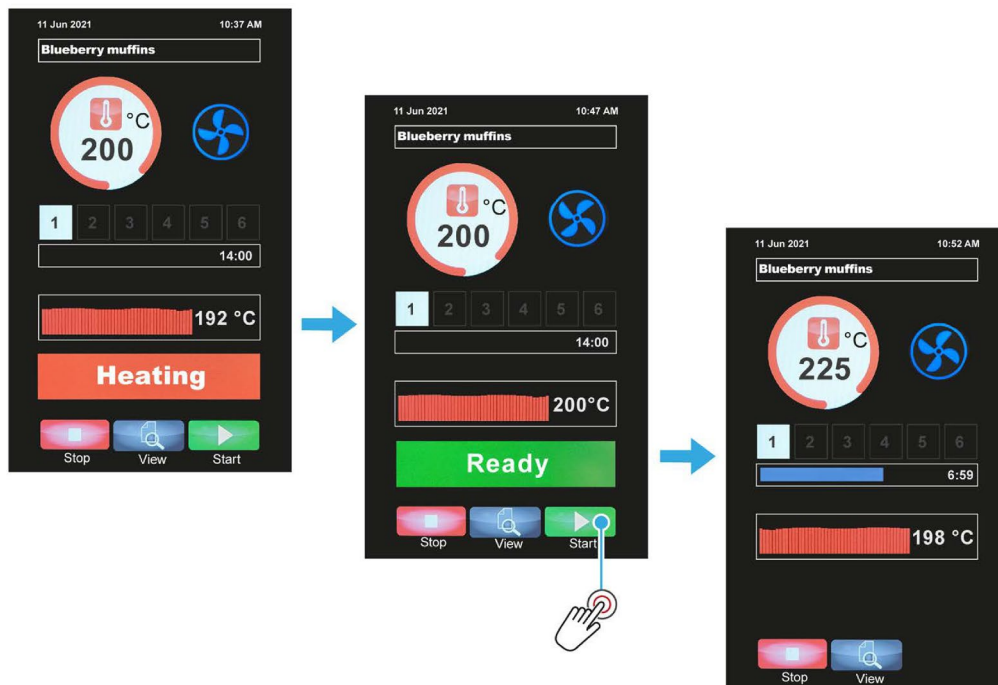 11 Jun 2021 10:37 AM
Blueberry muffins
°C
200
1 2 3 4 5 6
14:00
192 °C
Heating
Stop View Start
11 Jun 2021 10:47 AM
Blueberry muffins
°C
200
1 2 3 4 5 6
14:00
200°C
Ready
Stop View Start
11 Jun 2021 10:52 AM
Blueberry muffins
°C
225
1 2 3 4 5 6
6:59
198 °C
Stop View